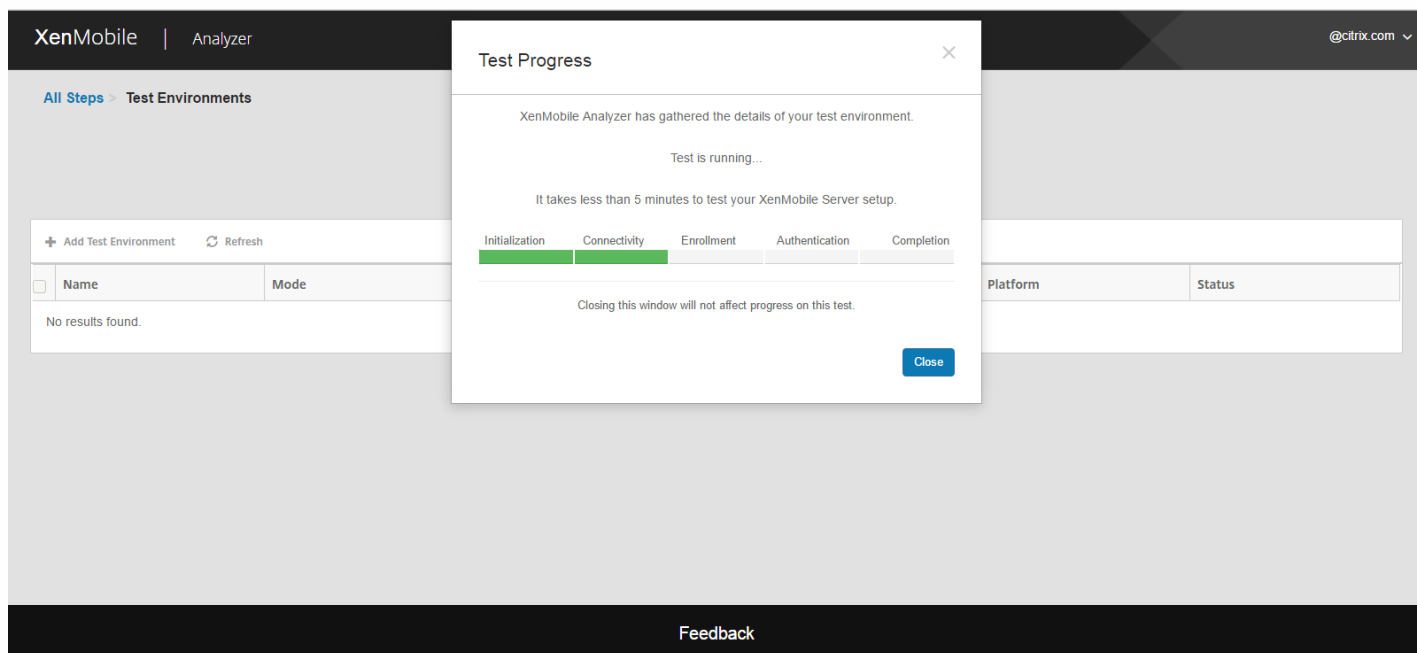 XenMobile | Analyzer
@citrix.com
All Steps > Test Environments
Test Progress
XenMobile Analyzer has gathered the details of your test environment.
Test is running...
It takes less than 5 minutes to test your XenMobile Server setup.
Initialization Connectivity Enrollment Authentication Completion
Closing this window will not affect progress on this test.
Close
Add Test Environment Refresh
Name Mode Platform Status
No results found.
Feedback